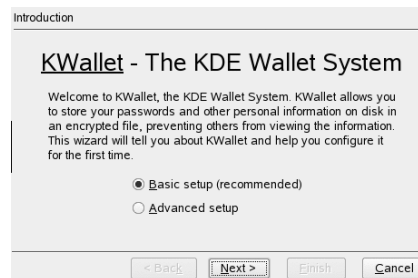 Introduction
KWallet - The KDE Wallet System
Welcome to KWallet, the KDE Wallet System. KWallet allows you
to store your passwords and other personal information on disk in
an encrypted file, preventing others from viewing the information.
This wizard will tell you about KWallet and help you configure it
for the first time.
Basic setup (recommended)
Advanced setup
< Back Next > Finish Cancel